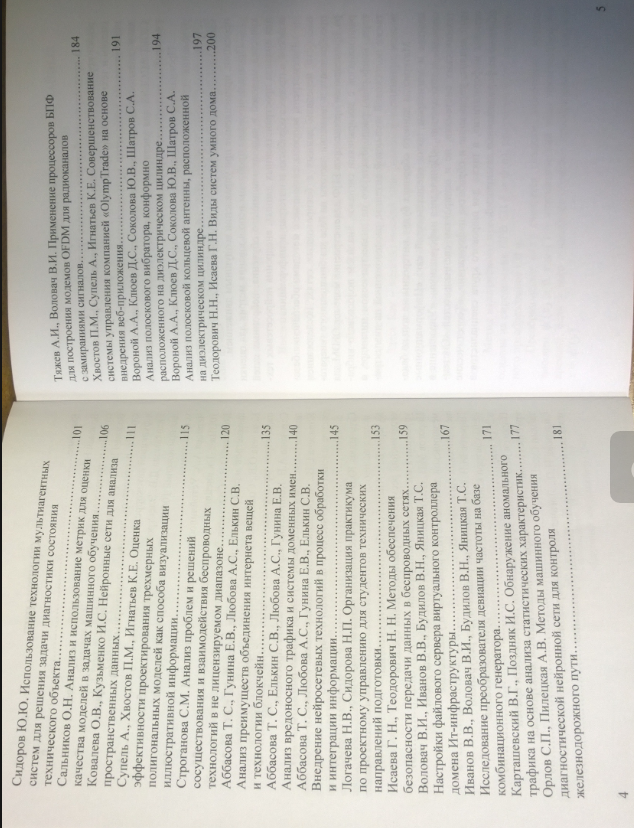 Сидоров Ю.Ю. Использование технологии мультиагентных
систем для решения задачи диагностики состояния
технического объекта....................101
Сальников О.Н. Анализ и использование метрик для оценки
качества моделей в задачах машинного обучения....................106
Ковалева О.В., Кузьменко И.С. Нейронные сети для анализа
пространственных данных....................111
Супель А., Хвостов П.М., Игнатьев К.Е. Оценка
эффективности проектирования трехмерных
полигональных моделей как способа визуализации
иллюстративной информации....................115
Строганова С.М. Анализ проблем и решений
сосуществования и взаимодействия беспроводных
технологий в не лицензируемом диапазоне....................120
Аббасова Т. С., Гунина Е.В., Любова А.С., Елькин С.В.
Анализ преимуществ объединения интернета вещей
и технологии блокчейн....................135
Аббасова Т. С., Елькин С.В., Любова А.С., Гунина Е.В.
Анализ вредоносного трафика и системы доменных имен....................140
Аббасова Т. С., Любова А.С., Гунина Е.В., Елькин С.В.
Внедрение нейросетевых технологий в процесс обработки
и интеграции информации....................145
Логачева Н.В., Сидорова Н.П. Организация практикума
по проектному управлению для студентов технических
направлений подготовки....................153
Исаева Г. Н., Теодорович Н. Н. Методы обеспечения
безопасности передачи данных в беспроводных сетях....................159
Воловач В.И., Иванов В.В., Будилов В.Н., Яницкая Т.С.
Настройки файлового сервера виртуального контроллера
домена Ит-инфраструктуры....................167
Иванов В.В., Воловач В.И., Будилов В.Н., Яницкая Т.С.
Исследование преобразователя девиации частоты на базе
комбинационного генератора....................171
Карташевский В.Г., Поздняк И.С. Обнаружение аномального
трафика на основе анализа статистических характеристик....................177
Орлов С.П., Пилецкая А.В. Методы машинного обучения
диагностической нейронной сети для контроля
железнодорожного пути....................181
4
Тяжев А.И., Воловач В.И. Применение процессоров БПФ
для построения модемов OFDM для радиоканалов
с замираниями сигналов....................184
Хвостов П.М., Супель А., Игнатьев К.Е. Совершенствование
системы управления компанией «OlympTrade» на основе
внедрения веб-приложения....................191
Вороной А.А., Клюев Д.С., Соколова Ю.В., Шатров С.А.
Анализ полоскового вибратора, конформно
расположенного на диэлектрическом цилиндре....................194
Вороной А.А., Клюев Д.С., Соколова Ю.В., Шатров С.А.
Анализ полосковой кольцевой антенны, расположенной
на диэлектрическом цилиндре....................197
Теодорович Н.Н., Исаева Г.Н. Виды систем умного дома....................200
5